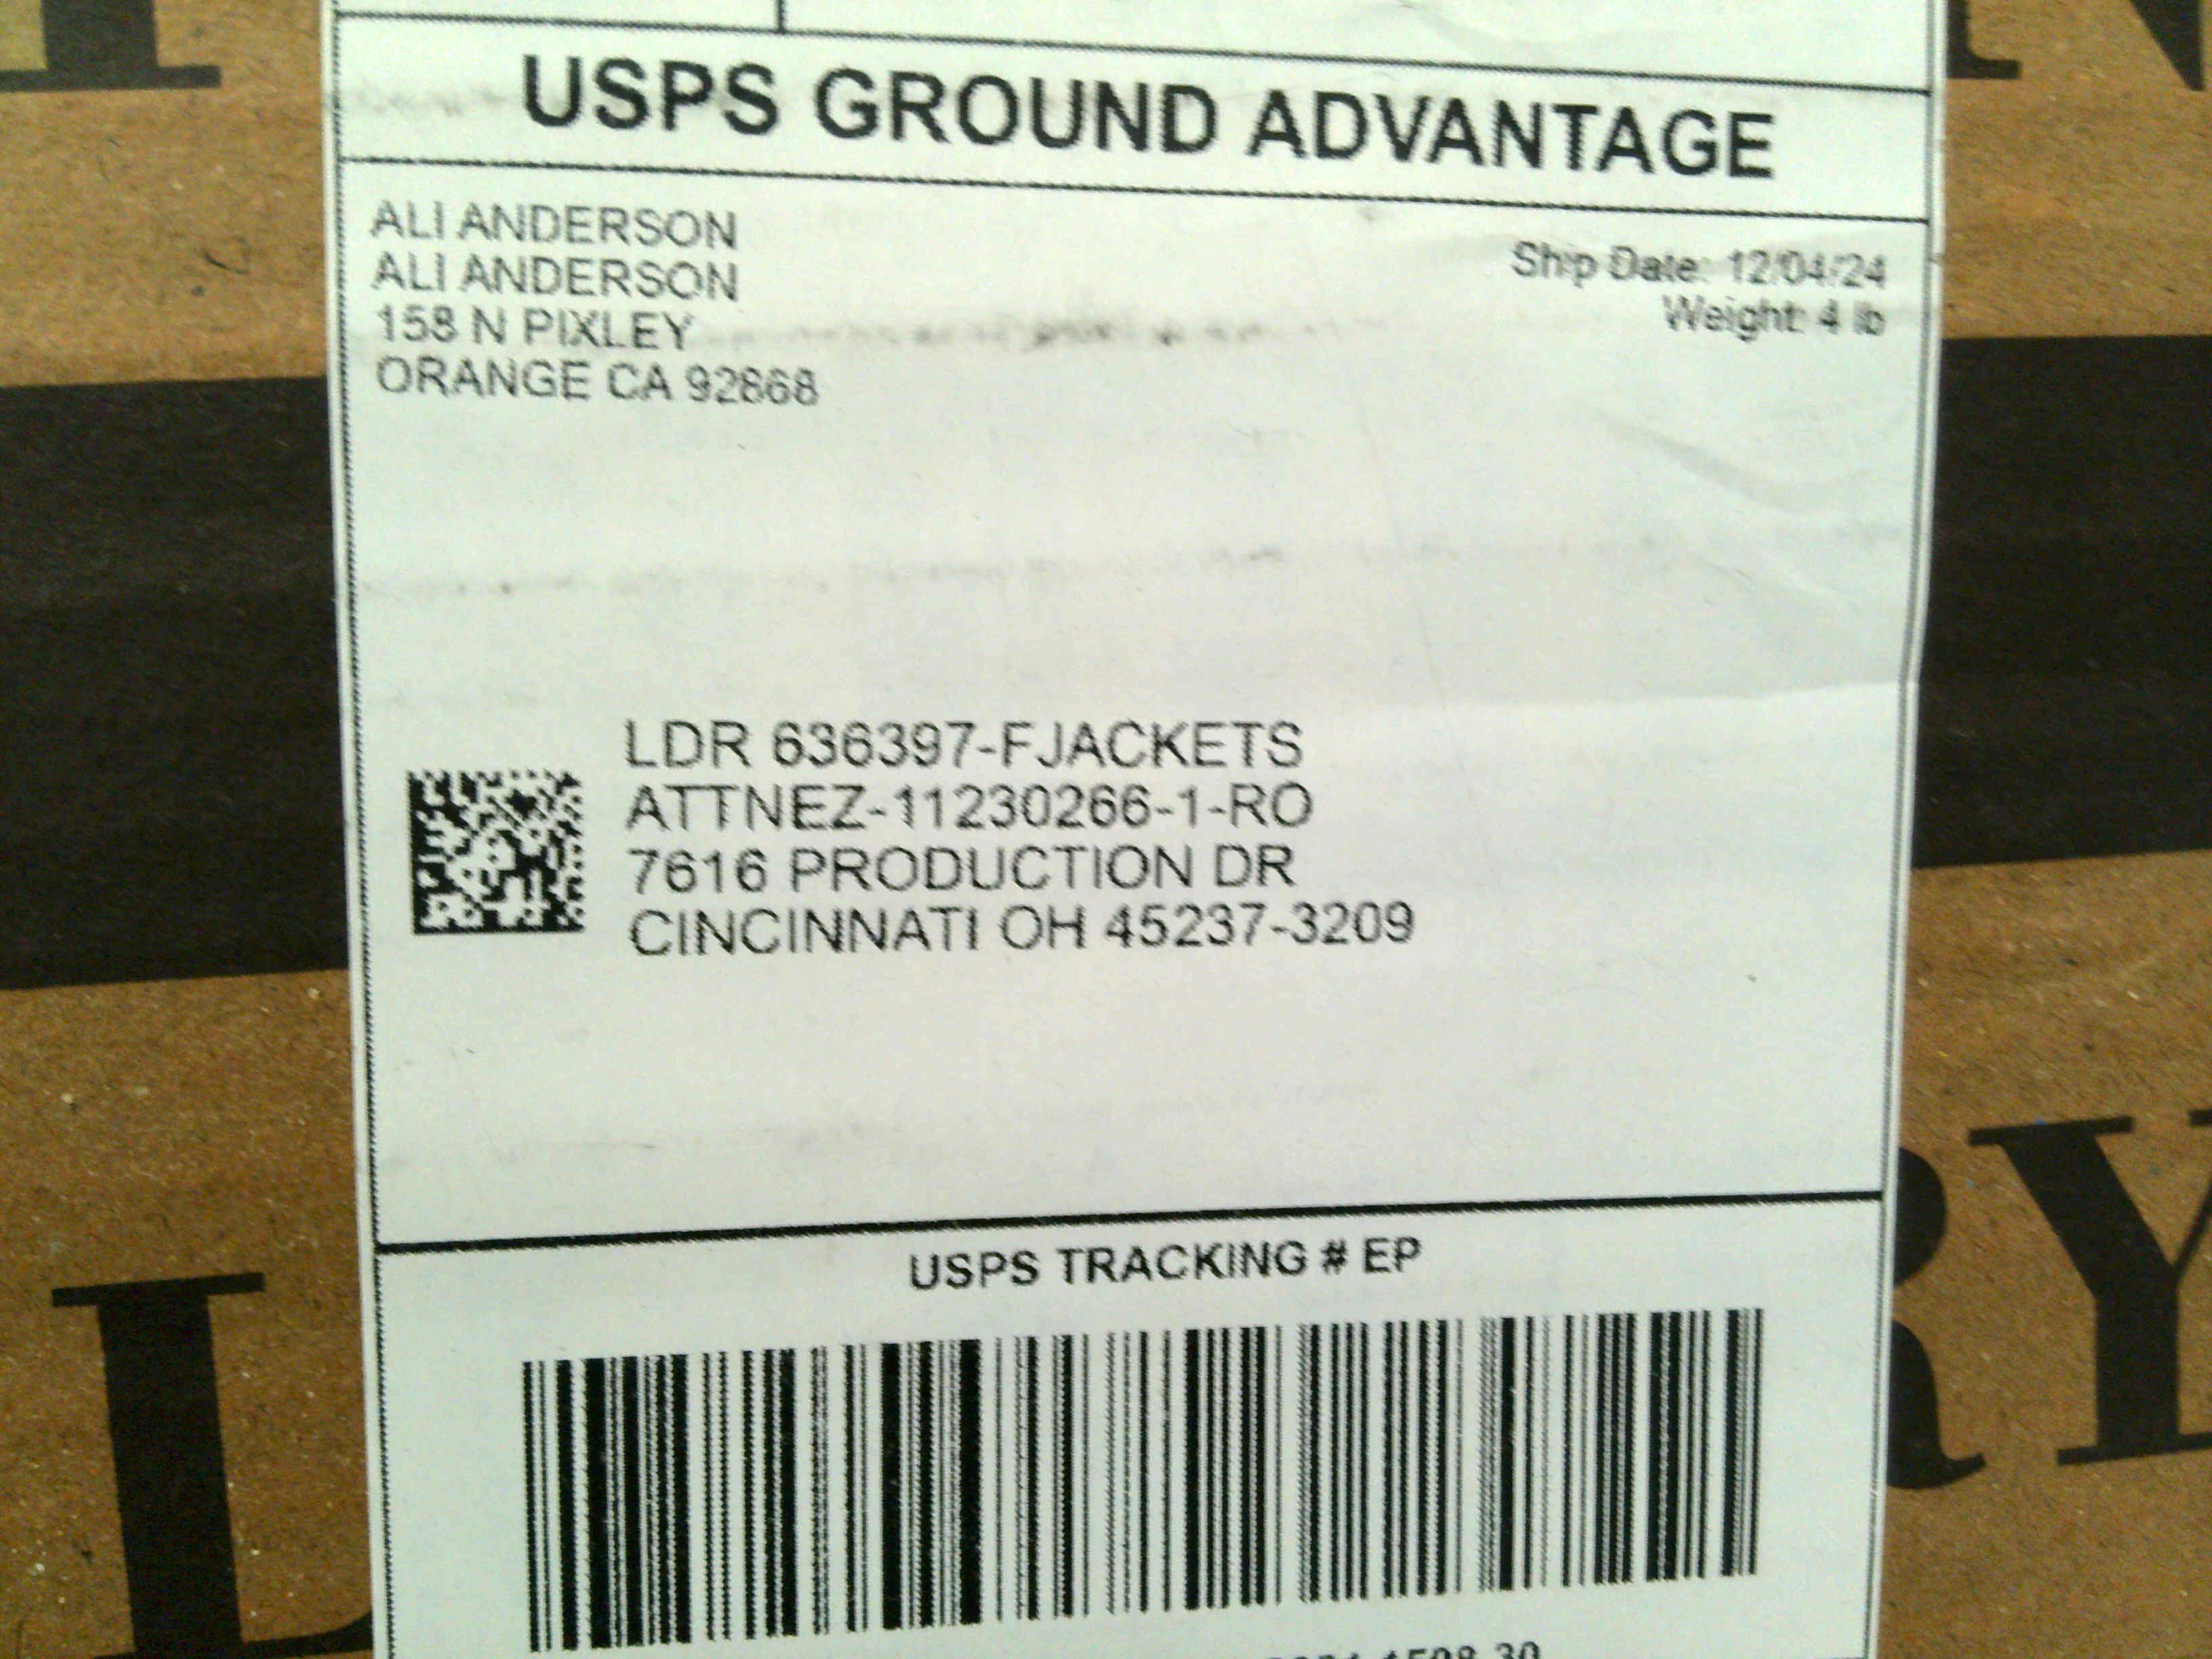 USPS GROUND ADVANTAGE
ALI ANDERSON
ALI ANDERSON
158 N PIXLEY
ORANGE CA 92868
Ship Date: 12/04/24
Weight: 4 lb
LDR 636397-FJACKETS
ATTNEZ-11230266-1-RO
7616 PRODUCTION DR
CINCINNATI OH 45237-3209
USPS TRACKING # EP